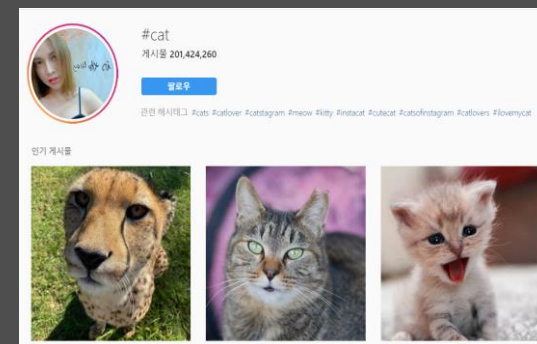 #cat
게시물 201,424,260
팔로우
관련 해시태그 #cats #catlover #catstagram #meow #kitty #instacat #cutecat #catsofinstagram #catlovers #ilovemycat
인기 게시물